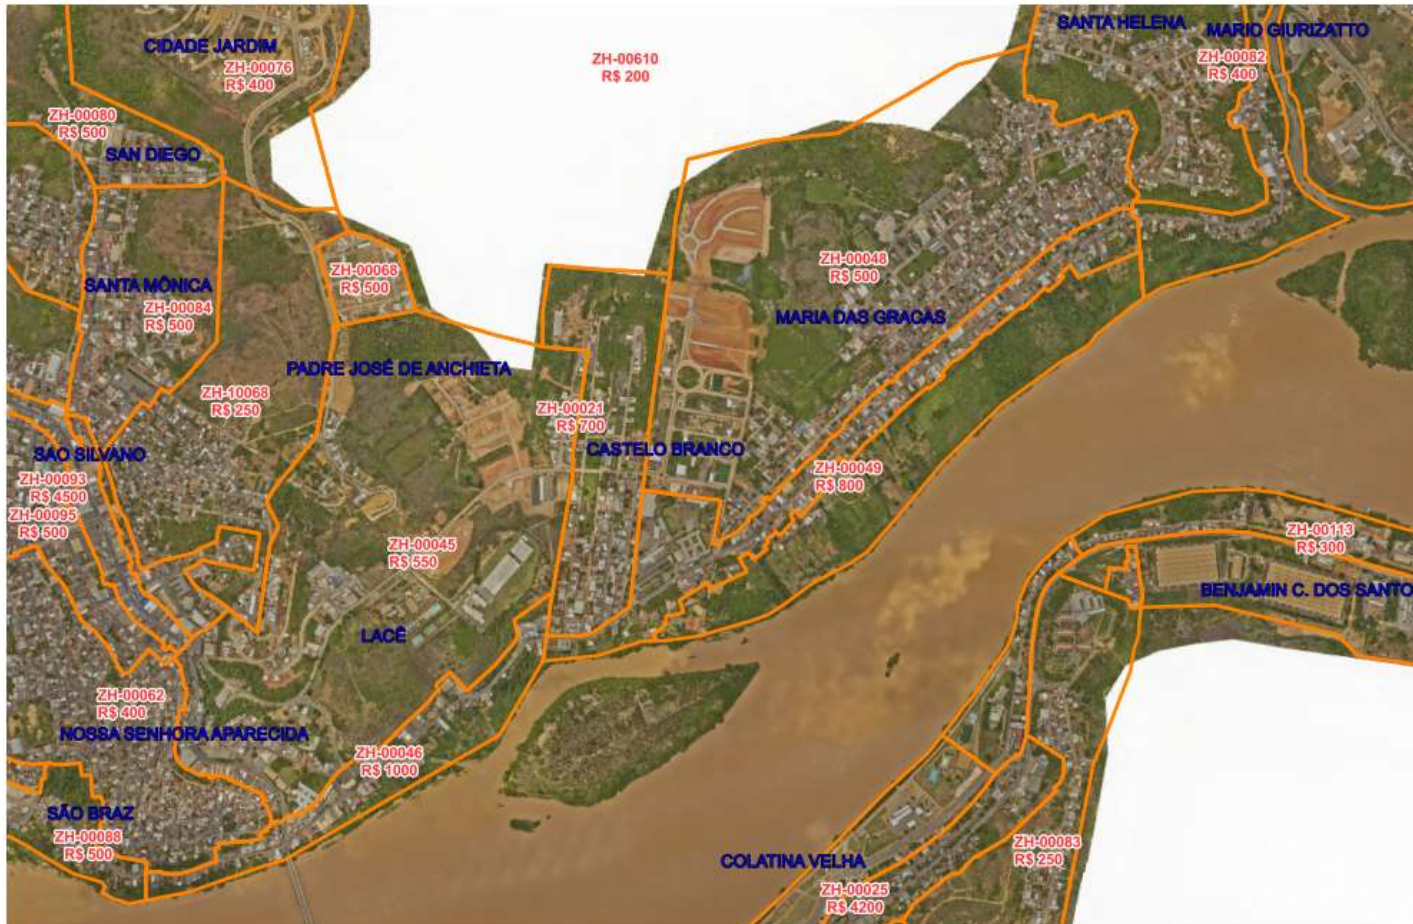 SANTA HELENA
MARIO GIURIZATTO
CIDADE JARDIM
ZH-00076
R$ 400
ZH-00610
R$ 200
ZH-00082
R$ 400
ZH-00080
R$ 500
SAN DIEGO
ZH-00068
R$ 500
ZH-00048
R$ 500
SANTA MÔNICA
ZH-00084
R$ 500
MARIA DAS GRACAS
PADRE JOSÉ DE ANCHIETA
ZH-10068
R$ 250
ZH-00021
R$ 700
CASTELO BRANCO
SAO SILVANO
ZH-00093
R$ 4500
ZH-00095
R$ 500
ZH-00049
R$ 800
ZH-00113
R$ 300
ZH-00045
R$ 550
BENJAMIN C. DOS SANTO
LACÊ
ZH-00062
R$ 400
NOSSA SENHORA APARECIDA
ZH-00046
R$ 1000
SÃO BRAZ
ZH-00088
R$ 500
ZH-00083
R$ 250
COLATINA VELHA
ZH-00025
R$ 4200